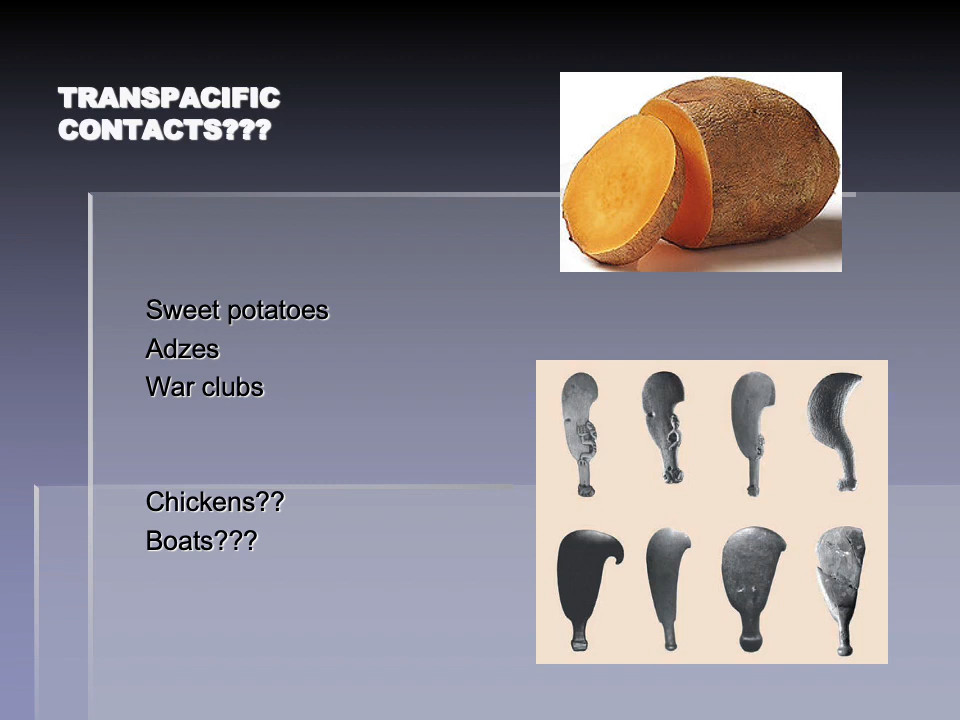 TRANSPACIFIC
CONTACTS???
Sweet potatoes
Adzes
War clubs
Chickens??
Boats???